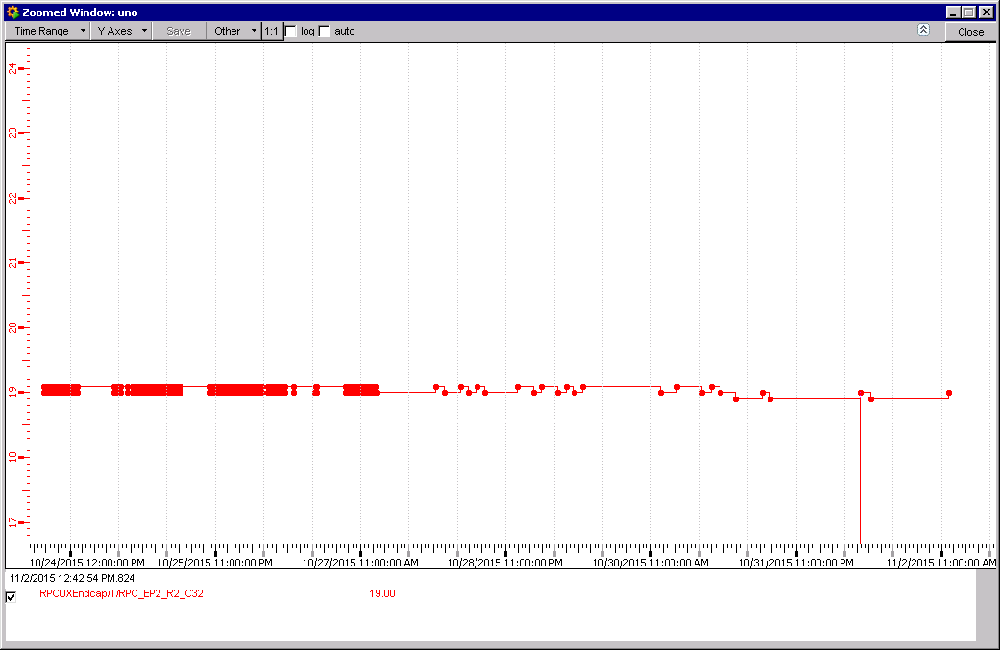 Zoomed Window: uno
Time Range Y Axes Save Other 1:1 log auto Close
24
23
22
21
20
19
18
17
10/24/2015 12:00:00 PM 10/25/2015 11:00:00 PM 10/27/2015 11:00:00 AM 10/28/2015 11:00:00 PM 10/30/2015 11:00:00 AM 10/31/2015 11:00:00 PM 11/2/2015 11:00:00 AM
11/2/2015 12:42:54 PM.824
RPCUXEndcap/T/RPC_EP2_R2_C32 19.00